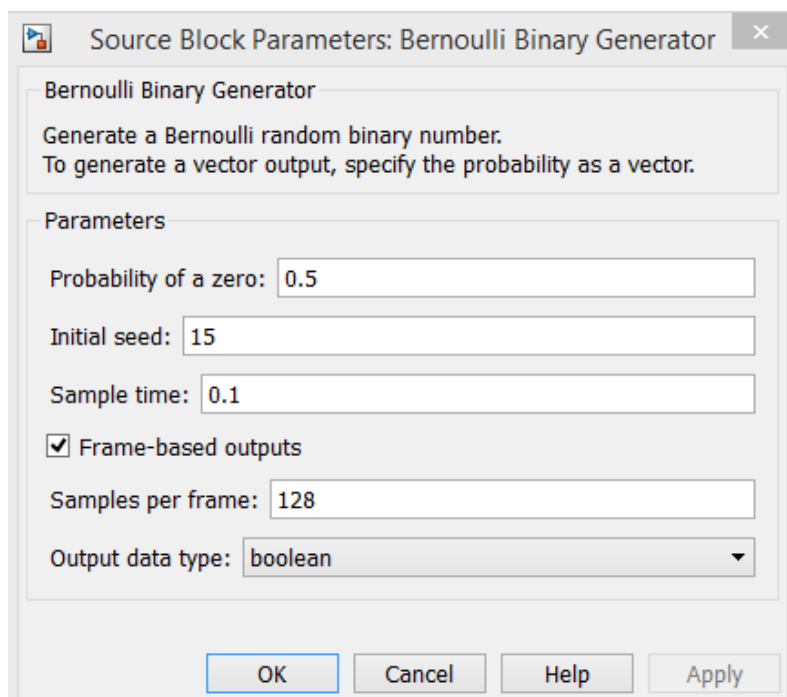 Source Block Parameters: Bernoulli Binary Generator
Bernoulli Binary Generator
Generate a Bernoulli random binary number.
To generate a vector output, specify the probability as a vector.
Parameters
Probability of a zero: 0.5
Initial seed: 15
Sample time: 0.1
Frame-based outputs
Samples per frame: 128
Output data type: boolean
OK Cancel Help Apply